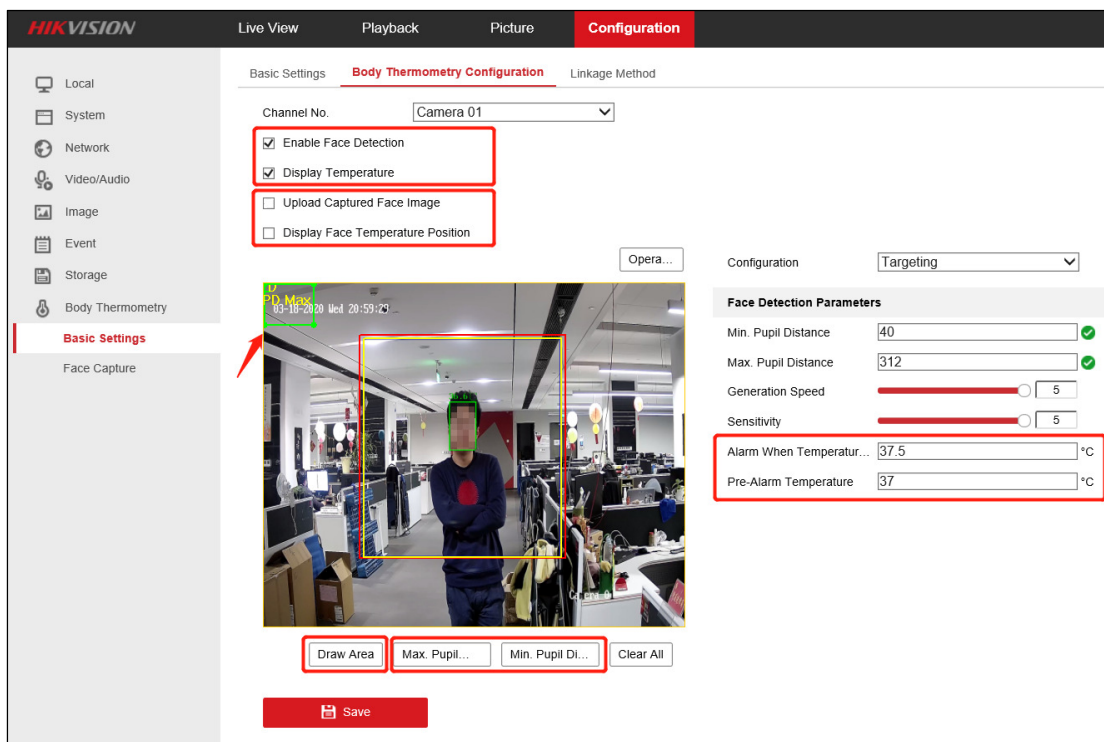 HIKVISION
Live View Playback Picture Configuration
Local
System
Network
Video/Audio
Image
Event
Storage
Body Thermometry
Basic Settings
Face Capture
Basic Settings Body Thermometry Configuration Linkage Method
Channel No. Camera 01
Enable Face Detection
Display Temperature
Upload Captured Face Image
Display Face Temperature Position
Opera...
PD Max
03-18-2020 Wed 20:59:29
Draw Area Max. Pupil... Min. Pupil Di... Clear All
Save
Configuration Targeting
Face Detection Parameters
Min. Pupil Distance 40
Max. Pupil Distance 312
Generation Speed 5
Sensitivity 5
Alarm When Temperatur... 37.5 °C
Pre-Alarm Temperature 37 °C